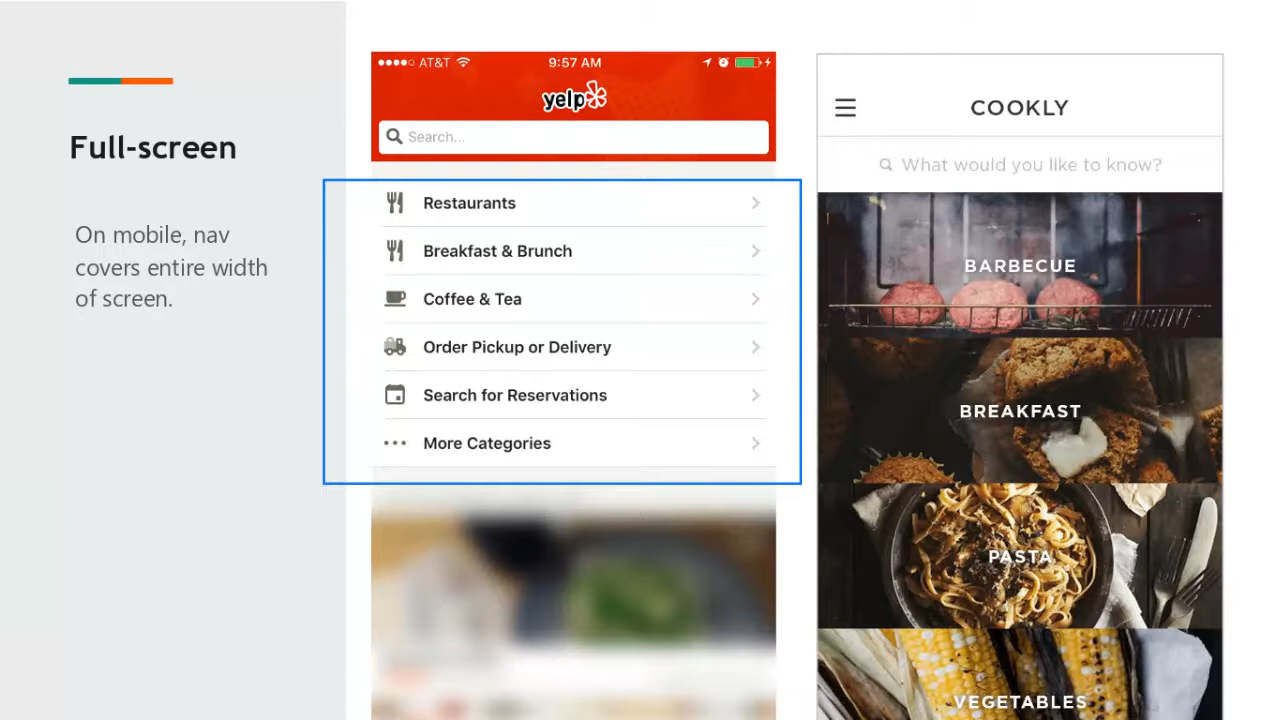 Full-screen
On mobile, nav
covers entire width
of screen.
AT&T 9:57 AM
yelp
Search...
Restaurants
Breakfast & Brunch
Coffee & Tea
Order Pickup or Delivery
Search for Reservations
More Categories
COOKLY
What would you like to know?
BARBECUE
BREAKFAST
PASTA
VEGETABLES